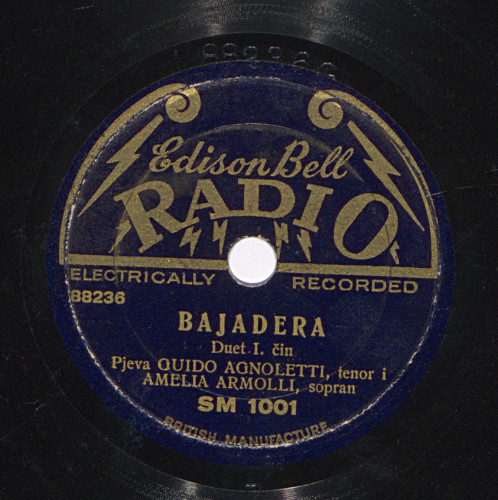 Edison Bell
RADIO
ELECTRICALLY RECORDED
88236
BAJADERA
Duet I. čin
Pjeva GUIDO AGNOLETTI, tenor i
AMELIA ARMOLLI, sopran
SM 1001
BRITISH MANUFACTURE